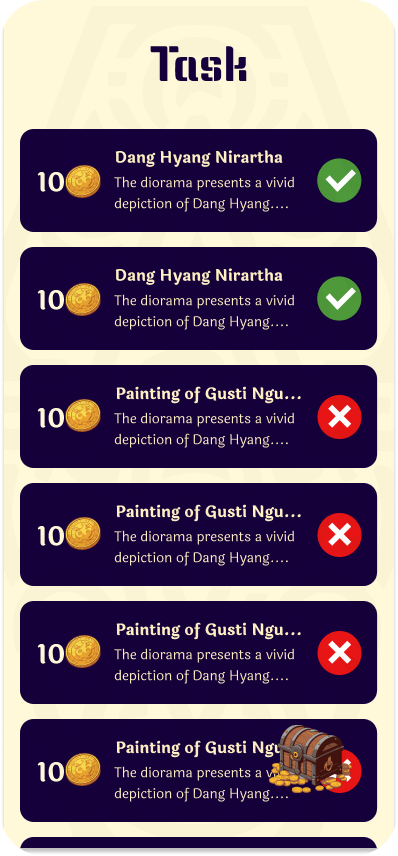 Task
10
Dang Hyang Nirartha
The diorama presents a vivid
depiction of Dang Hyang....
10
Dang Hyang Nirartha
The diorama presents a vivid
depiction of Dang Hyang....
10
Painting of Gusti Ngu...
The diorama presents a vivid
depiction of Dang Hyang....
10
Painting of Gusti Ngu...
The diorama presents a vivid
depiction of Dang Hyang....
10
Painting of Gusti Ngu...
The diorama presents a vivid
depiction of Dang Hyang....
10
Painting of Gusti
The diorama presents a
depiction of Dang Hyang....